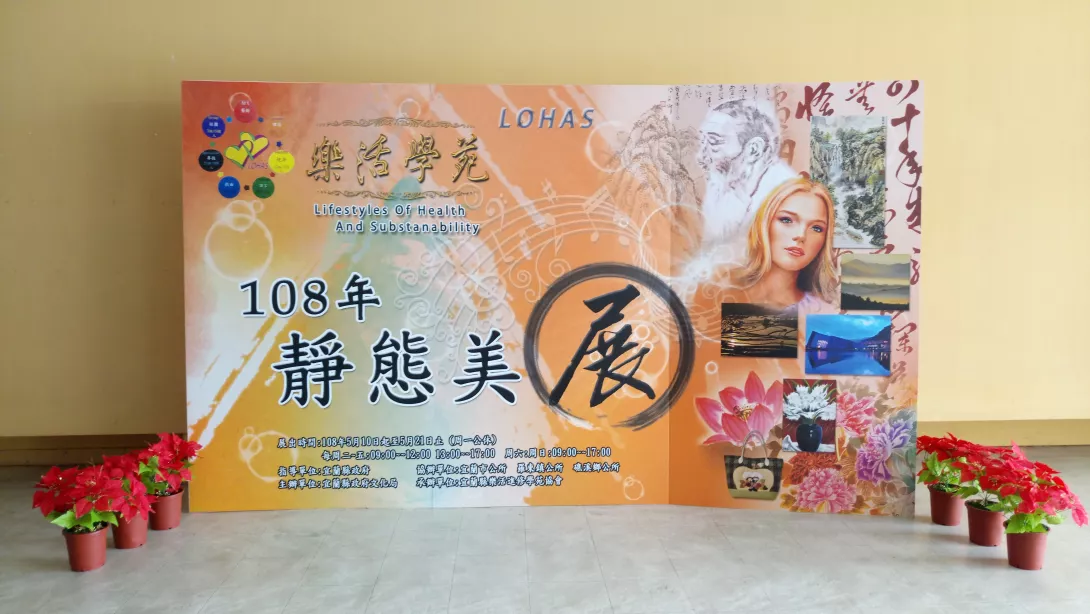 LOHAS
樂活學苑
Lifestyles Of Health
And Substanability
108年
靜態美展
展出時間:108年5月10日起至5月21日止 (周一公休)
每周二-五:09:00--12:00 13:00--17:00 周六;周日:09:00--17:00
指導單位:宜蘭縣政府 協辦單位:宜蘭市公所 羅東鎮公所 礁溪鄉公所
主辦單位:宜蘭縣政府文化局 承辦單位:宜蘭縣樂活進修學苑協會